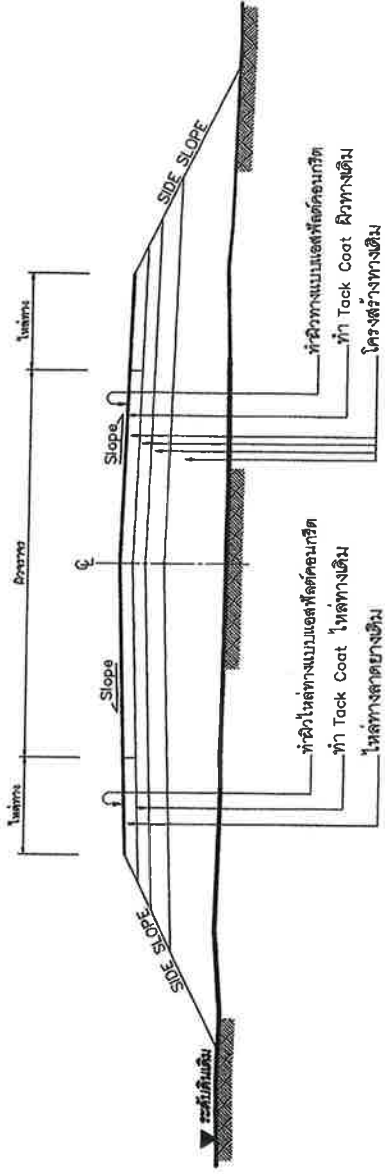 ไหล่ทาง
ผิวจราจร
ไหล่ทาง
Slope
Slope
℄
SIDE SLOPE
SIDE SLOPE
ระดับดินเดิม
ทำผิวไหล่ทางแบบแอสฟัลต์คอนกรีต
ทำ Tack Coat ไหล่ทางเดิม
ไหล่ทางลาดยางเดิม
ทำผิวทางแบบแอสฟัลต์คอนกรีต
ทำ Tack Coat ผิวทางเดิม
โครงสร้างทางเดิม